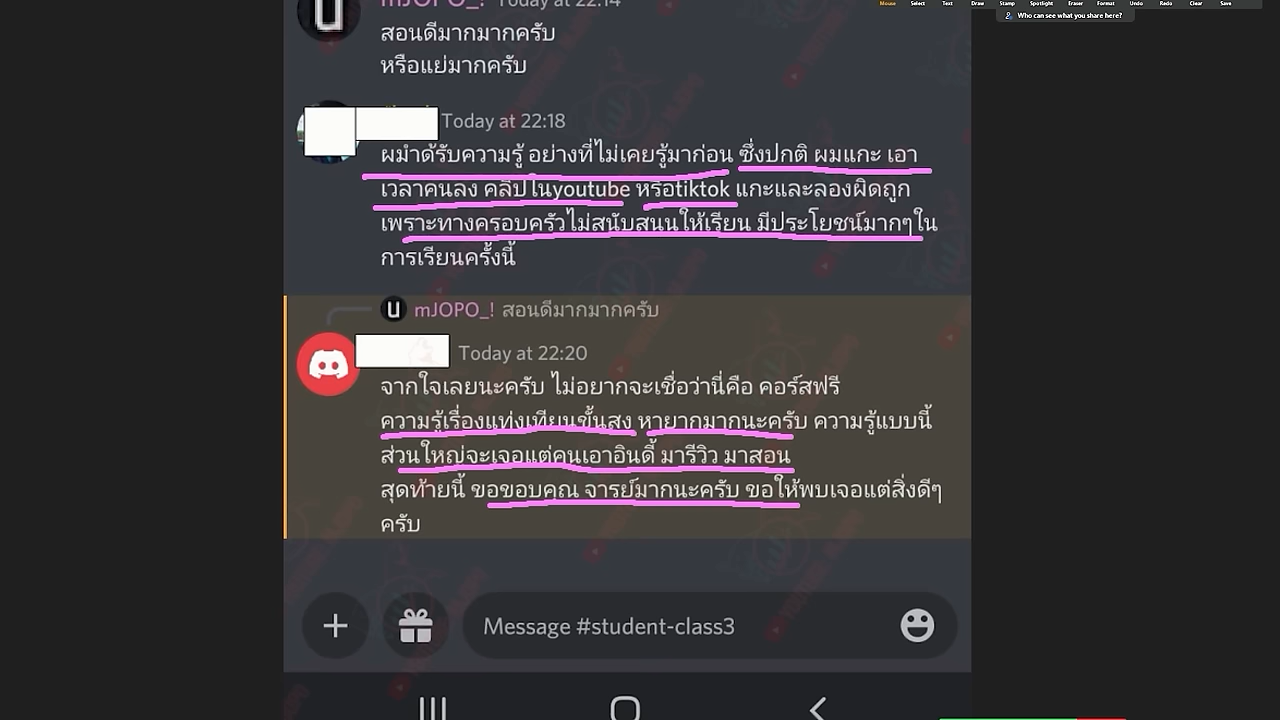 Mouse Select Text Draw Stamp Spotlight Eraser Format Undo Redo Clear Save
Who can see what you share here?
mJOPO_! Today at 22:14
สอนดีมากมากครับ
หรือแย่มากครับ
Today at 22:18
ผมำด้รับความรู้ อย่างที่ไม่เคยรู้มาก่อน ซึ่งปกติ ผมแกะ เอา
เวลาคนลง คลิปในyoutube หรือtiktok แกะและลองผิดถูก
เพราะทางครอบครัวไม่สนับสนนให้เรียน มีประโยชน์มากๆใน
การเรียนครั้งนี้
mJOPO_! สอนดีมากมากครับ
Today at 22:20
จากใจเลยนะครับ ไม่อยากจะเชื่อว่านี่คือ คอร์สฟรี
ความรู้เรื่องแท่งเทียนขั้นสูง หายากมากนะครับ ความรู้แบบนี้
ส่วนใหญ่จะเจอแต่คนเอาอินดี้ มารีวิว มาสอน
สุดท้ายนี้ ขอขอบคุณ จารย์มากนะครับ ขอให้พบเจอแต่สิ่งดีๆ
ครับ
Message #student-class3